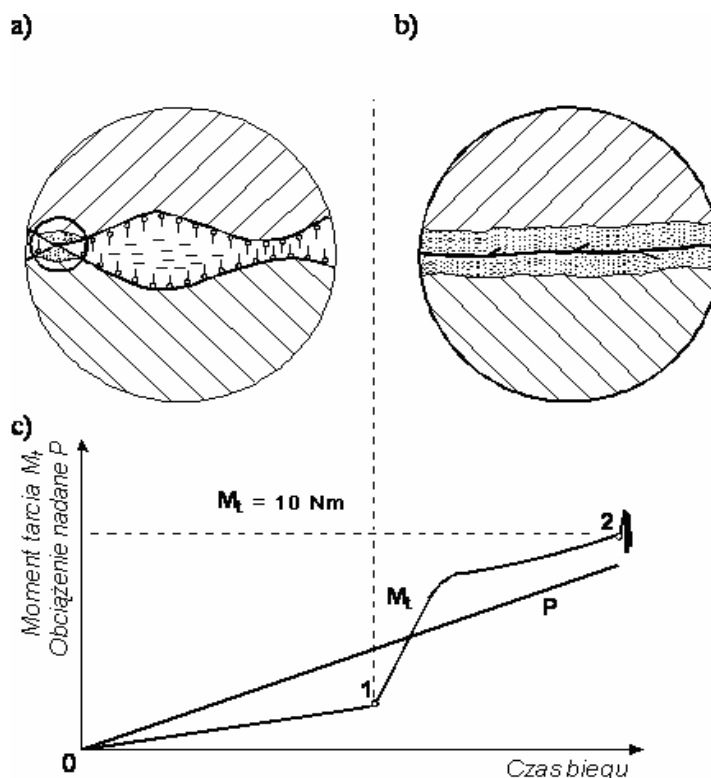 a)
b)
c)
Moment tarcia Mt
Obciążenie nadane P
Mt = 10 Nm
2
Mt
P
1
0
Czas biegu